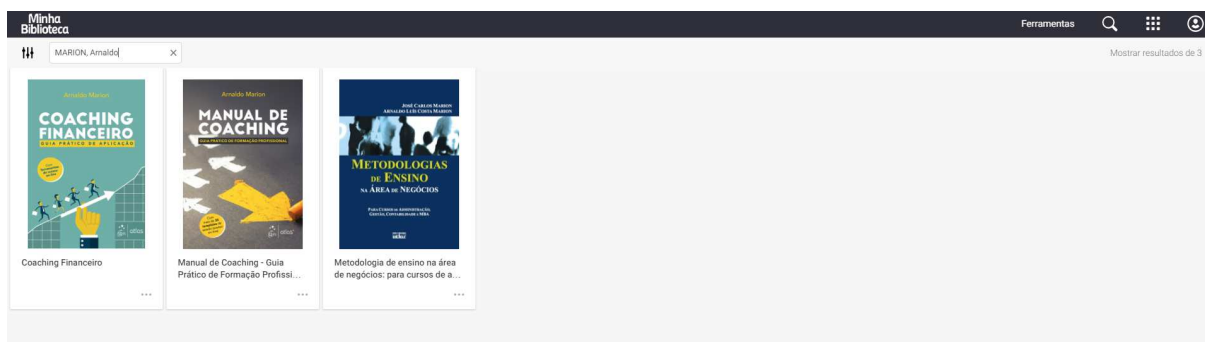 Minha
Biblioteca
Ferramentas
MARION, Arnaldo
Mostrar resultados de 3
Arnaldo Marion
COACHING
FINANCEIRO
GUIA PRÁTICO DE APLICAÇÃO
atlas
Coaching Financeiro
Arnaldo Marion
MANUAL DE
COACHING
GUIA PRÁTICO DE FORMAÇÃO PROFISSIONAL
atlas
Manual de Coaching - Guia
Prático de Formação Profissi...
JOSÉ CARLOS MARION
ARNALDO LUÍS COSTA MARION
METODOLOGIAS
DE ENSINO
NA ÁREA DE NEGÓCIOS
PARA CURSOS DE ADMINISTRAÇÃO,
GESTÃO, CONTABILIDADE E MBA
atlas
Metodologia de ensino na área
de negócios: para cursos de a...